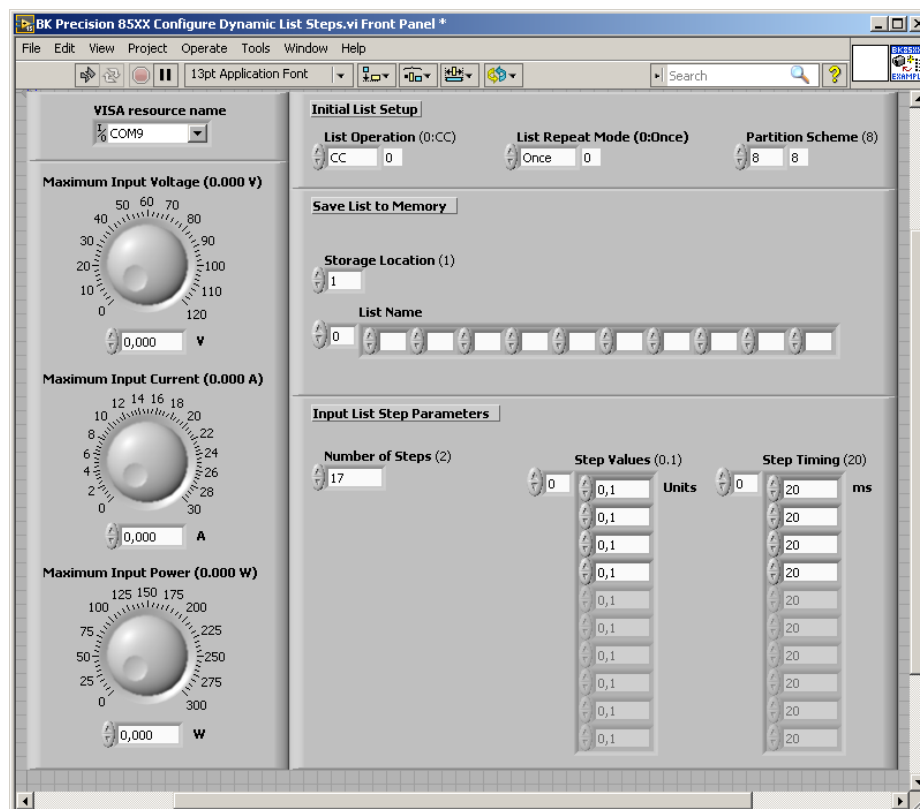 BK Precision 85XX Configure Dynamic List Steps.vi Front Panel *
File Edit View Project Operate Tools Window Help
13pt Application Font
Search
?
BK85XX
EXAMPLE
VISA resource name
COM9
Maximum Input Voltage (0.000 V)
0 10 20 30 40 50 60 70 80 90 100 110 120
0,000 V
Maximum Input Current (0.000 A)
0 2 4 6 8 10 12 14 16 18 20 22 24 26 28 30
0,000 A
Maximum Input Power (0.000 W)
0 25 50 75 100 125 150 175 200 225 250 275 300
0,000 W
Initial List Setup
List Operation (0:CC) List Repeat Mode (0:Once) Partition Scheme (8)
CC 0 Once 0 8 8
Save List to Memory
Storage Location (1)
1
List Name
0
Input List Step Parameters
Number of Steps (2) Step Values (0.1) Step Timing (20)
17 0 0,1 Units 0 20 ms
0,1 20
0,1 20
0,1 20
0,1 20
0,1 20
0,1 20
0,1 20
0,1 20
0,1 20